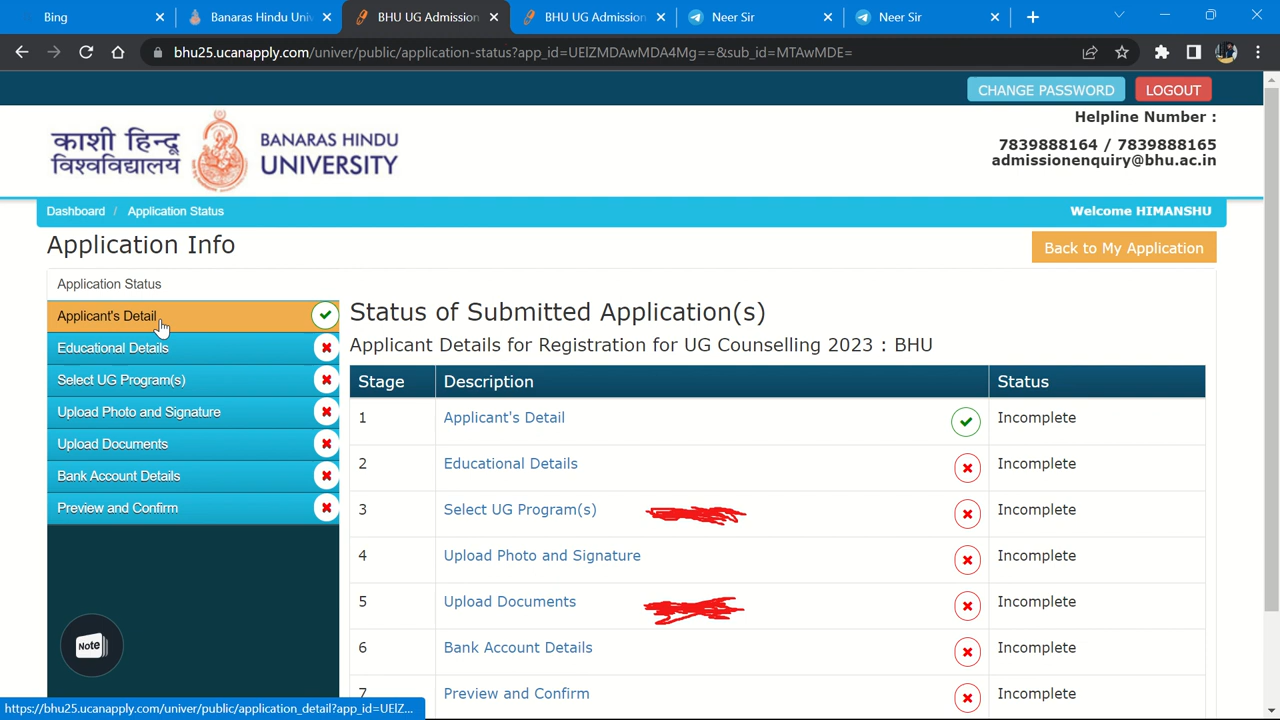 Bing
Banaras Hindu Uni
BHU UG Admission
BHU UG Admission
Neer Sir
Neer Sir
bhu25.ucanapply.com/univer/public/application-status?app_id=UElZMDAwMDA4Mg==&sub_id=MTAwMDE=
CHANGE PASSWORD
LOGOUT
काशी हिन्दू
विश्वविद्यालय
BANARAS HINDU
UNIVERSITY
Helpline Number :
7839888164 / 7839888165
admissionenquiry@bhu.ac.in
Dashboard / Application Status
Welcome HIMANSHU
Application Info
Back to My Application
Application Status
Applicant's Detail
Educational Details
Select UG Program(s)
Upload Photo and Signature
Upload Documents
Bank Account Details
Preview and Confirm
Status of Submitted Application(s)
Applicant Details for Registration for UG Counselling 2023 : BHU
Stage Description Status
1 Applicant's Detail Incomplete
2 Educational Details Incomplete
3 Select UG Program(s) Incomplete
4 Upload Photo and Signature Incomplete
5 Upload Documents Incomplete
6 Bank Account Details Incomplete
7 Preview and Confirm Incomplete
Note
https://bhu25.ucanapply.com/univer/public/application_detail?app_id=UElZ...